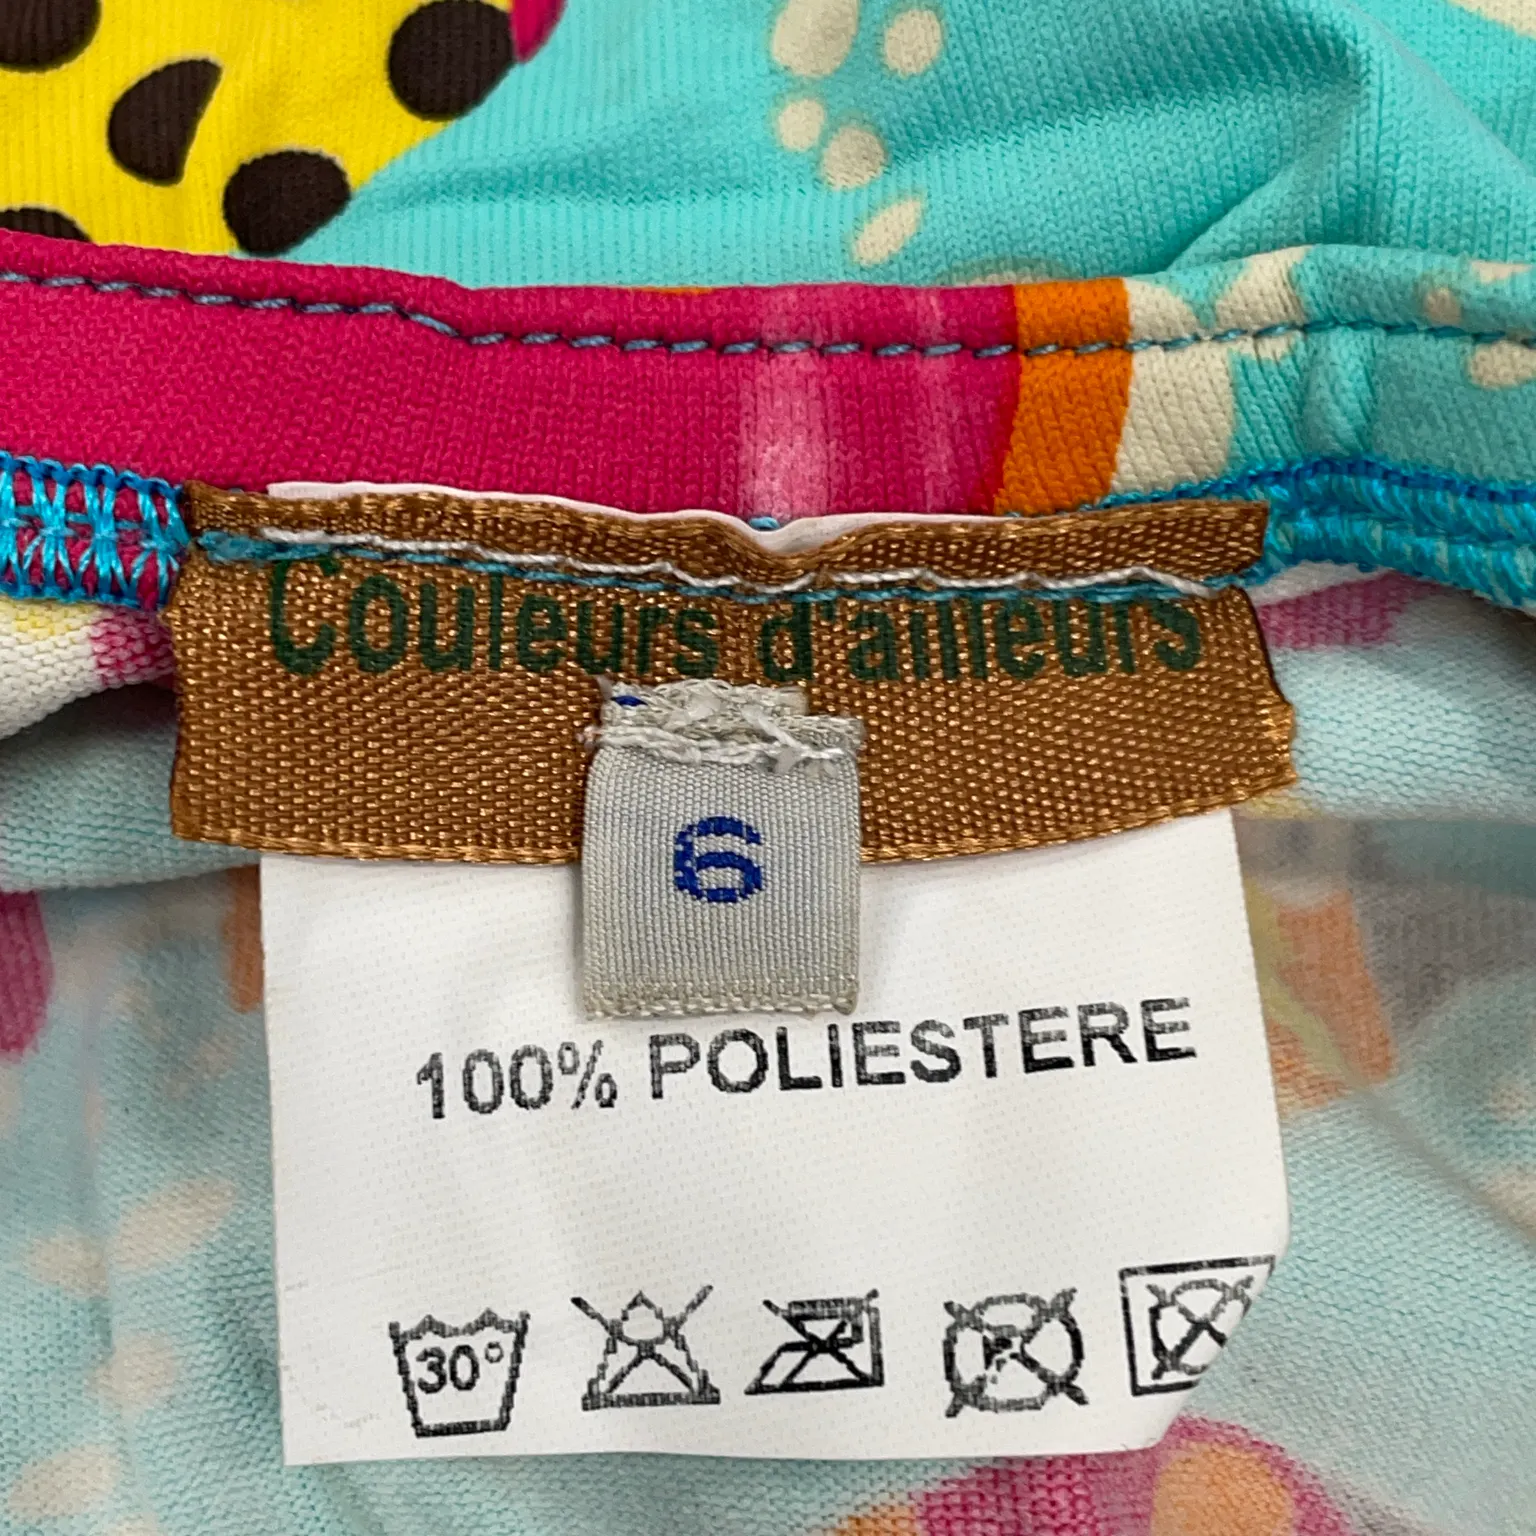 Couleurs d'ailleurs
6
100% POLIESTERE
30°
P